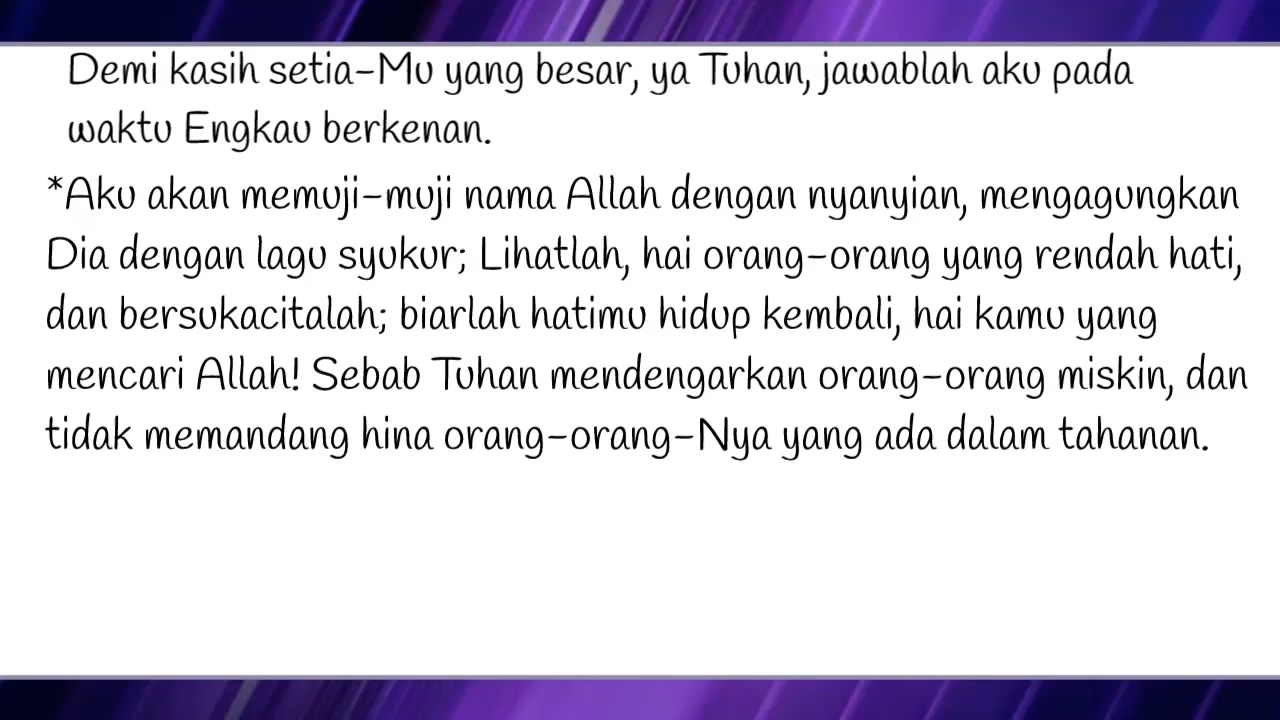 Demi kasih setia-Mu yang besar, ya Tuhan, jawablah aku pada
waktu Engkau berkenan.
*Aku akan memuji-muji nama Allah dengan nyanyian, mengagungkan
Dia dengan lagu syukur; Lihatlah, hai orang-orang yang rendah hati,
dan bersukacitalah; biarlah hatimu hidup kembali, hai kamu yang
mencari Allah! Sebab Tuhan mendengarkan orang-orang miskin, dan
tidak memandang hina orang-orang-Nya yang ada dalam tahanan.